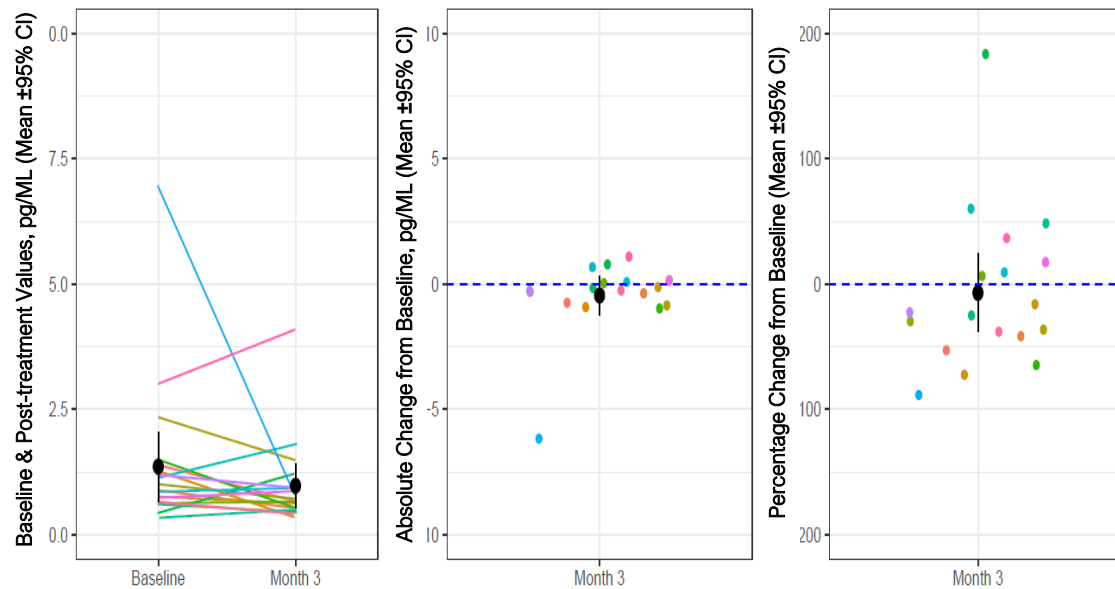 Baseline & Post-treatment Values, pg/ML (Mean ±95% CI)
0.0
7.5
5.0
2.5
0.0
Baseline
Month 3
Absolute Change from Baseline, pg/ML (Mean ±95% CI)
10
5
0
-5
10
Month 3
Percentage Change from Baseline (Mean ±95% CI)
200
100
0
100
200
Month 3